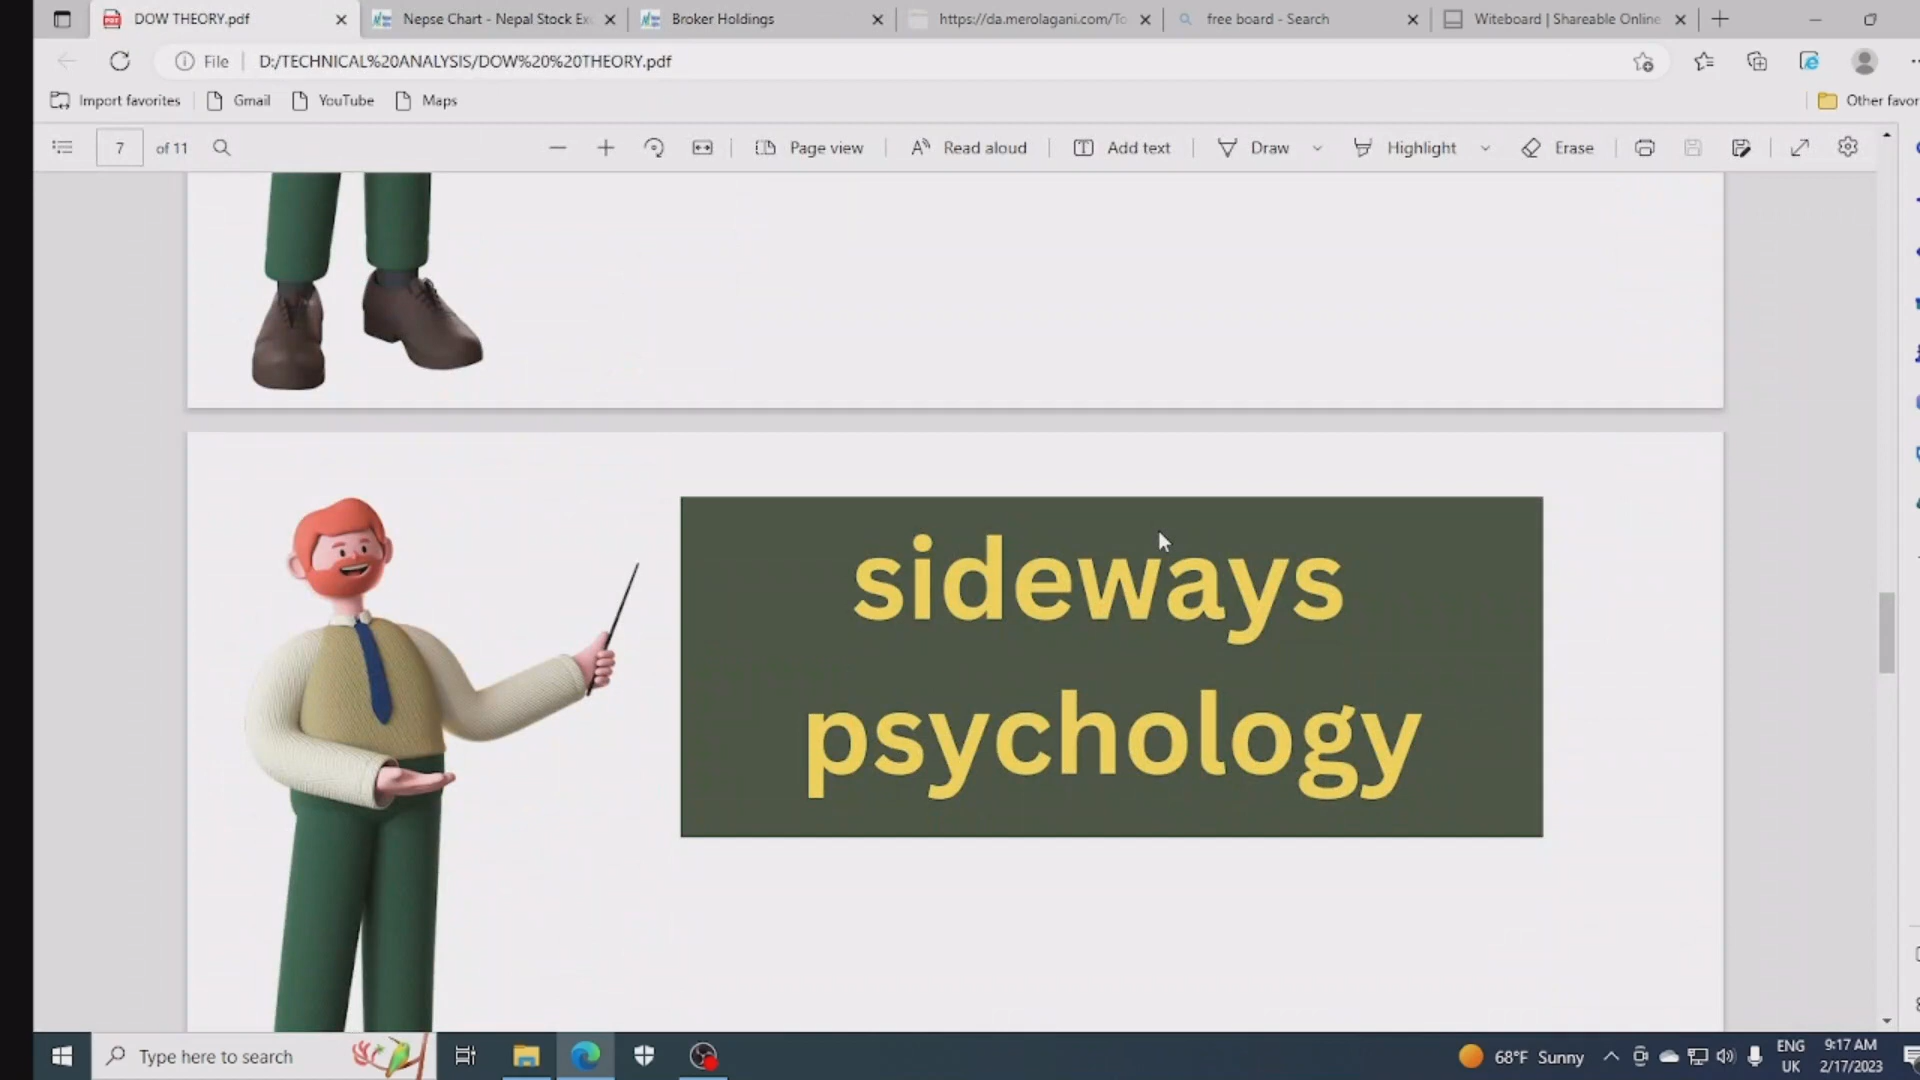 DOW THEORY.pdf
Nepse Chart - Nepal Stock Ex
Broker Holdings
https://da.merolagani.com/To
free board - Search
Witeboard | Shareable Online
File
D:/TECHNICAL%20ANALYSIS/DOW%20%20THEORY.pdf
Import favorites
Gmail
YouTube
Maps
Other favor
7 of 11
Page view
Read aloud
Add text
Draw
Highlight
Erase
sideways
psychology
Type here to search
68°F Sunny
ENG
UK
9:17 AM
2/17/2023